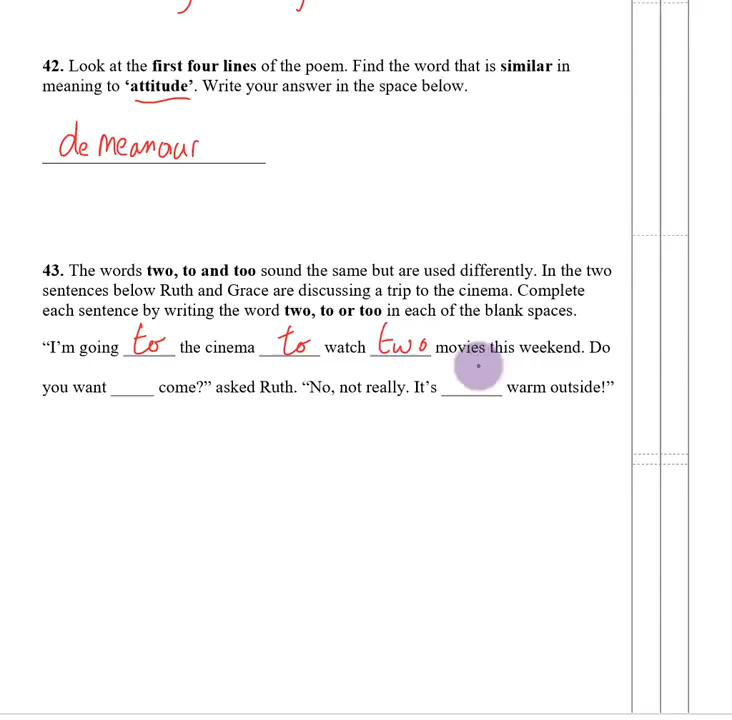 42. Look at the first four lines of the poem. Find the word that is similar in
meaning to ‘attitude’. Write your answer in the space below.
demeanour
43. The words two, to and too sound the same but are used differently. In the two
sentences below Ruth and Grace are discussing a trip to the cinema. Complete
each sentence by writing the word two, to or too in each of the blank spaces.
“I’m going to the cinema to watch two movies this weekend. Do
you want _____ come?” asked Ruth. “No, not really. It’s _______ warm outside!”